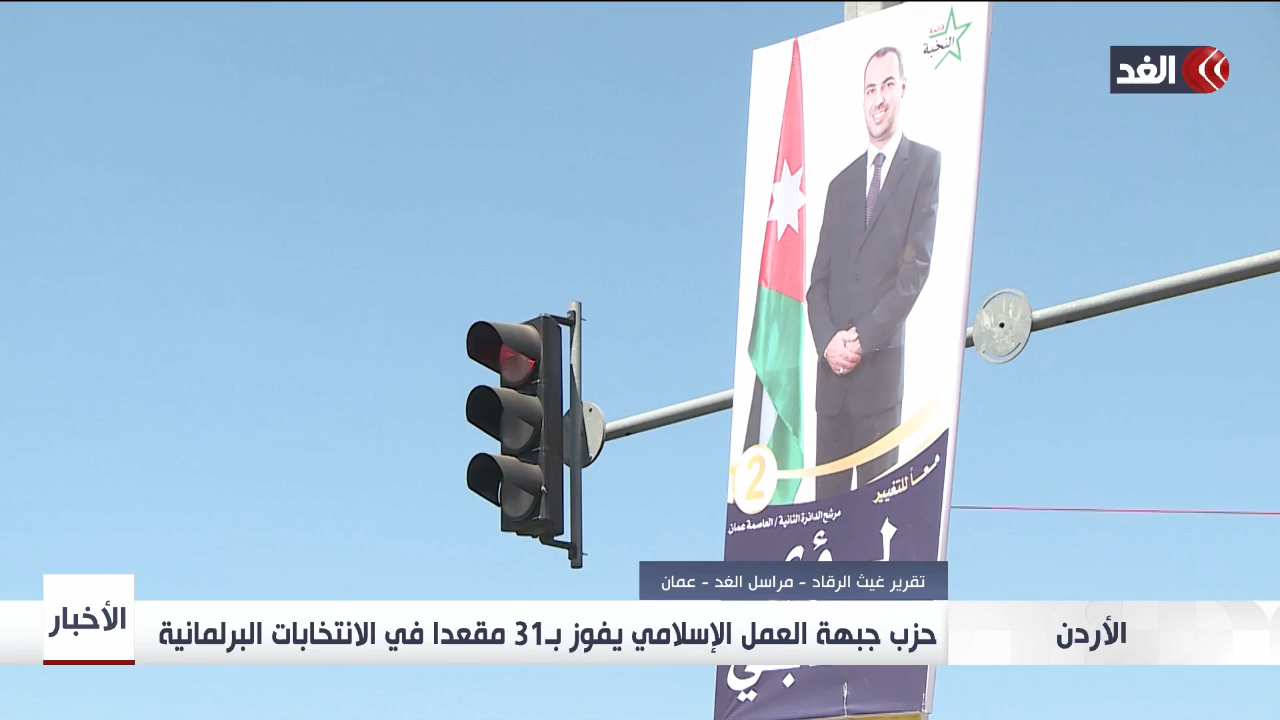 قائمة
النخبة
الغد
2
معاً للتغيير
مرشح الدائرة الثانية / العاصمة عمان
تقرير غيث الرقاد - مراسل الغد - عمان
الأردن
حزب جبهة العمل الإسلامي يفوز بـ31 مقعدا في الانتخابات البرلمانية
الأخبار